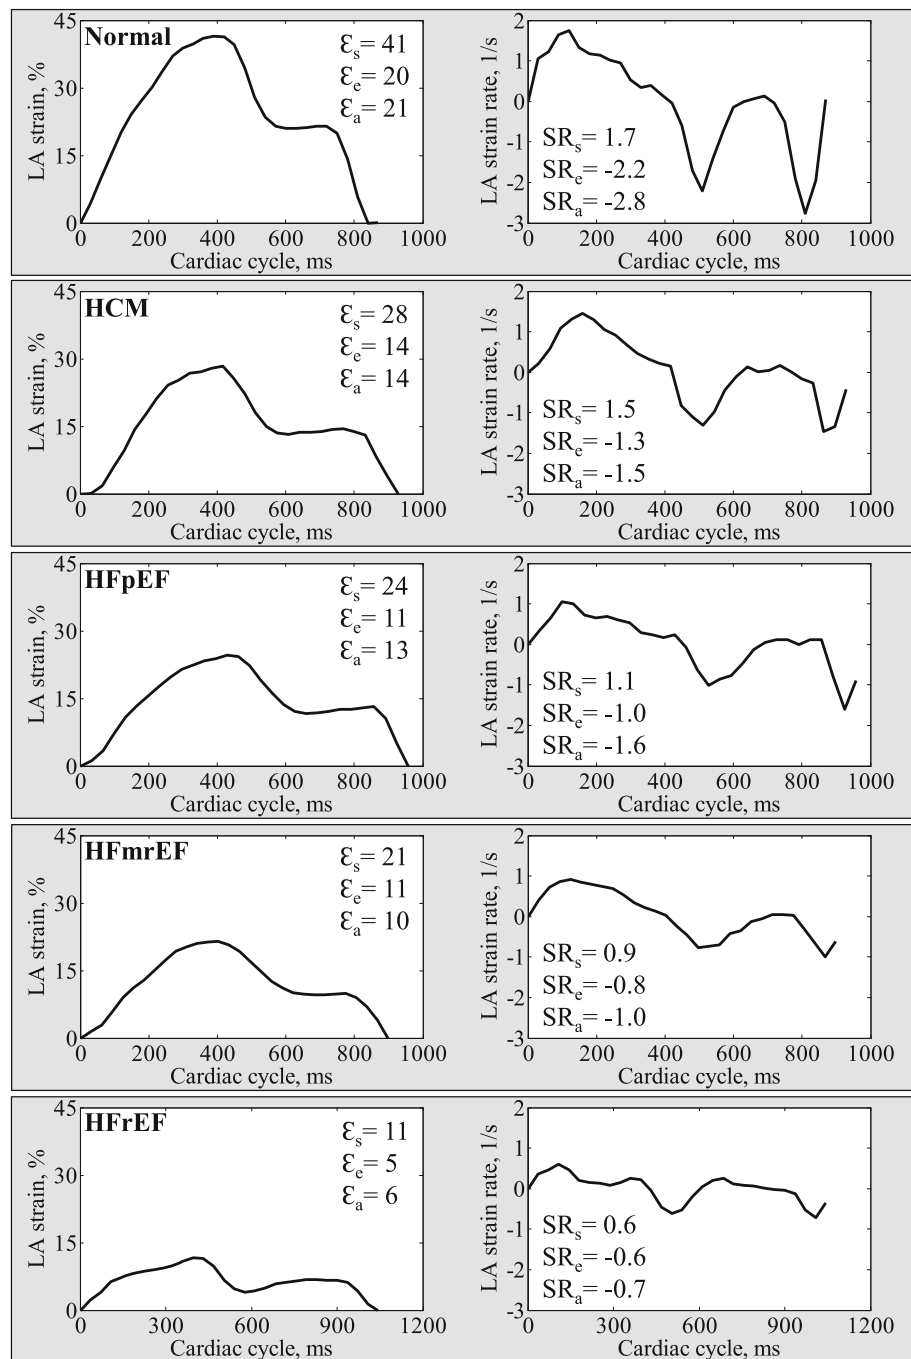 Normal
LA strain, %
45
30
15
0
Ɛs= 41
Ɛe= 20
Ɛa= 21
0 200 400 600 800 1000
Cardiac cycle, ms
LA strain rate, 1/s
2
1
0
-1
-2
-3
SRs= 1.7
SRe= -2.2
SRa= -2.8
0 200 400 600 800 1000
Cardiac cycle, ms
HCM
LA strain, %
45
30
15
0
Ɛs= 28
Ɛe= 14
Ɛa= 14
0 200 400 600 800 1000
Cardiac cycle, ms
LA strain rate, 1/s
2
1
0
-1
-2
-3
SRs= 1.5
SRe= -1.3
SRa= -1.5
0 200 400 600 800 1000
Cardiac cycle, ms
HFpEF
LA strain, %
45
30
15
0
Ɛs= 24
Ɛe= 11
Ɛa= 13
0 200 400 600 800 1000
Cardiac cycle, ms
LA strain rate, 1/s
2
1
0
-1
-2
-3
SRs= 1.1
SRe= -1.0
SRa= -1.6
0 200 400 600 800 1000
Cardiac cycle, ms
HFmrEF
LA strain, %
45
30
15
0
Ɛs= 21
Ɛe= 11
Ɛa= 10
0 200 400 600 800 1000
Cardiac cycle, ms
LA strain rate, 1/s
2
1
0
-1
-2
-3
SRs= 0.9
SRe= -0.8
SRa= -1.0
0 200 400 600 800 1000
Cardiac cycle, ms
HFrEF
LA strain, %
45
30
15
0
Ɛs= 11
Ɛe= 5
Ɛa= 6
0 300 600 900 1200
Cardiac cycle, ms
LA strain rate, 1/s
2
1
0
-1
-2
-3
SRs= 0.6
SRe= -0.6
SRa= -0.7
0 300 600 900 1200
Cardiac cycle, ms